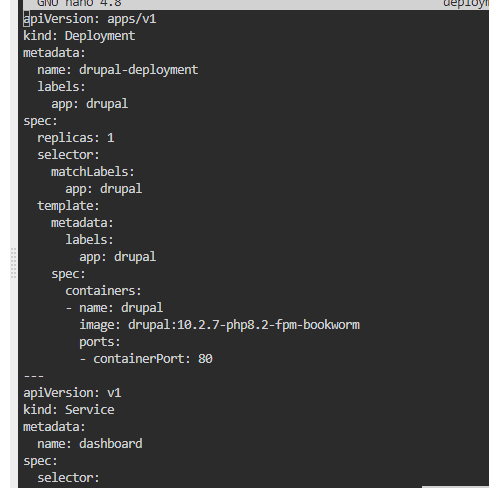 GNU nano 4.8
apiVersion: apps/v1
kind: Deployment
metadata:
  name: drupal-deployment
  labels:
    app: drupal
spec:
  replicas: 1
  selector:
    matchLabels:
      app: drupal
  template:
    metadata:
      labels:
        app: drupal
    spec:
      containers:
      - name: drupal
        image: drupal:10.2.7-php8.2-fpm-bookworm
        ports:
        - containerPort: 80
---
apiVersion: v1
kind: Service
metadata:
  name: dashboard
spec:
  selector: